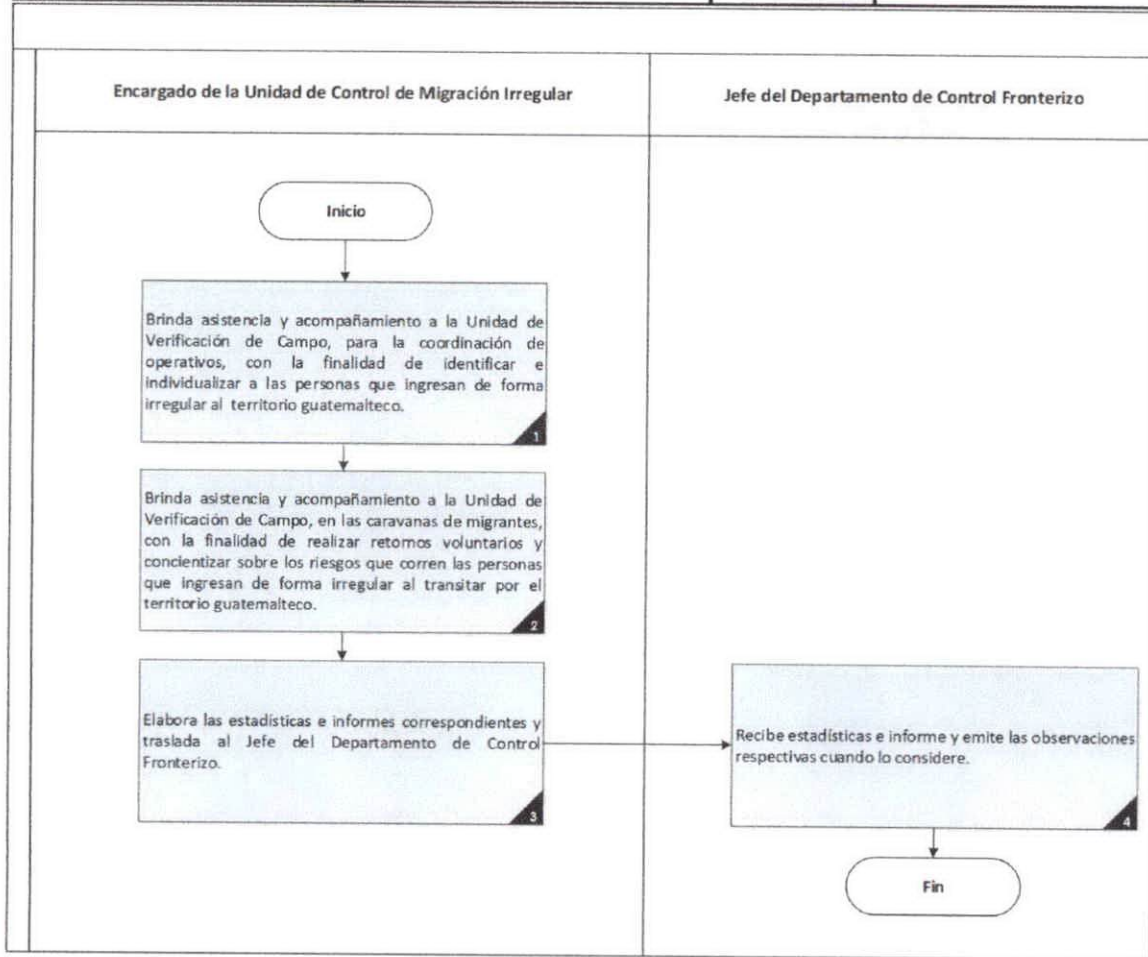 Encargado de la Unidad de Control de Migración Irregular
Jefe del Departamento de Control Fronterizo
Inicio
Brinda asistencia y acompañamiento a la Unidad de
Verificación de Campo, para la coordinación de
operativos, con la finalidad de identificar e
individualizar a las personas que ingresan de forma
irregular al territorio guatemalteco.
1
Brinda asistencia y acompañamiento a la Unidad de
Verificación de Campo, en las caravanas de migrantes,
con la finalidad de realizar retornos voluntarios y
concientizar sobre los riesgos que corren las personas
que ingresan de forma irregular al transitar por el
territorio guatemalteco.
2
Elabora las estadísticas e informes correspondientes y
traslada al Jefe del Departamento de Control
Fronterizo.
3
Recibe estadísticas e informe y emite las observaciones
respectivas cuando lo considere.
4
Fin